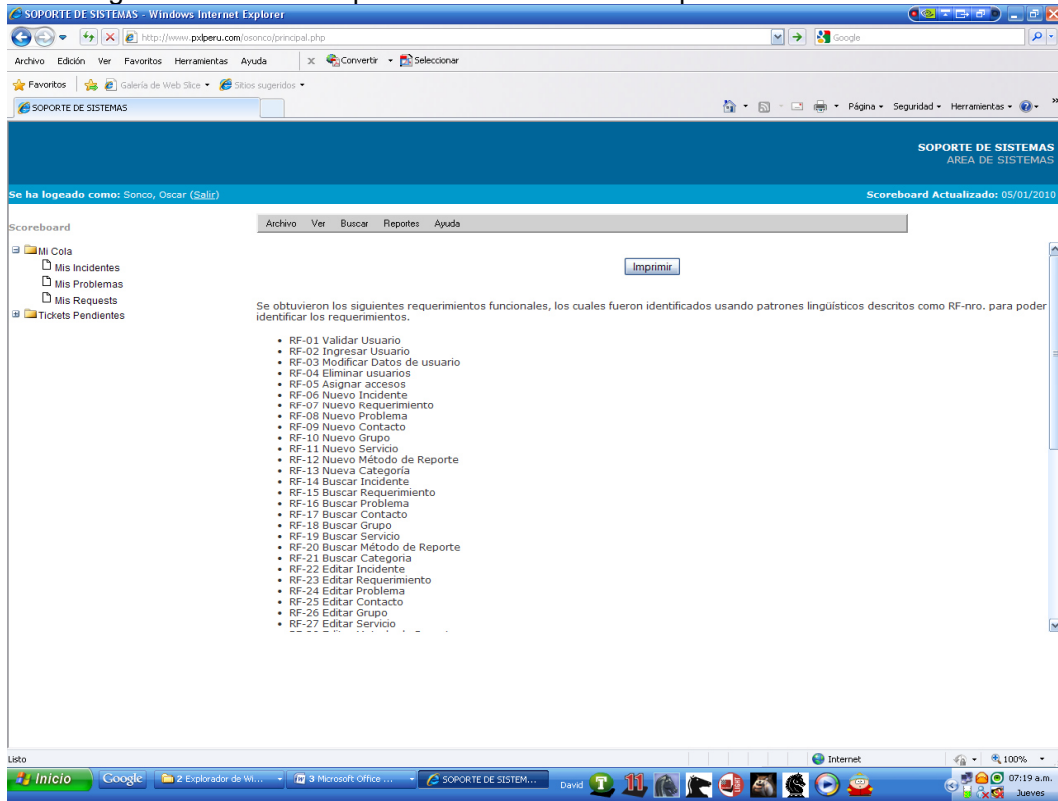 SOPORTE DE SISTEMAS - Windows Internet Explorer
http://www.pxlperu.com/osonco/principal.php
Google
Archivo Edición Ver Favoritos Herramientas Ayuda
Convertir Seleccionar
Favoritos Galería de Web Slice Sitios sugeridos
SOPORTE DE SISTEMAS
Página Seguridad Herramientas
SOPORTE DE SISTEMAS
AREA DE SISTEMAS
Se ha logeado como: Sonco, Oscar (Salir)
Scoreboard Actualizado: 05/01/2010
Scoreboard
Archivo Ver Buscar Reportes Ayuda
Mi Cola
Mis Incidentes
Mis Problemas
Mis Requests
Tickets Pendientes
Imprimir
Se obtuvieron los siguientes requerimientos funcionales, los cuales fueron identificados usando patrones lingüísticos descritos como RF-nro. para poder
identificar los requerimientos.
• RF-01 Validar Usuario
• RF-02 Ingresar Usuario
• RF-03 Modificar Datos de usuario
• RF-04 Eliminar usuarios
• RF-05 Asignar accesos
• RF-06 Nuevo Incidente
• RF-07 Nuevo Requerimiento
• RF-08 Nuevo Problema
• RF-09 Nuevo Contacto
• RF-10 Nuevo Grupo
• RF-11 Nuevo Servicio
• RF-12 Nuevo Método de Reporte
• RF-13 Nueva Categoría
• RF-14 Buscar Incidente
• RF-15 Buscar Requerimiento
• RF-16 Buscar Problema
• RF-17 Buscar Contacto
• RF-18 Buscar Grupo
• RF-19 Buscar Servicio
• RF-20 Buscar Método de Reporte
• RF-21 Buscar Categoria
• RF-22 Editar Incidente
• RF-23 Editar Requerimiento
• RF-24 Editar Problema
• RF-25 Editar Contacto
• RF-26 Editar Grupo
• RF-27 Editar Servicio
Listo
Internet
100%
Inicio
Google
2 Explorador de Wi...
3 Microsoft Office ...
SOPORTE DE SISTEM...
David
11
07:19 a.m.
Jueves